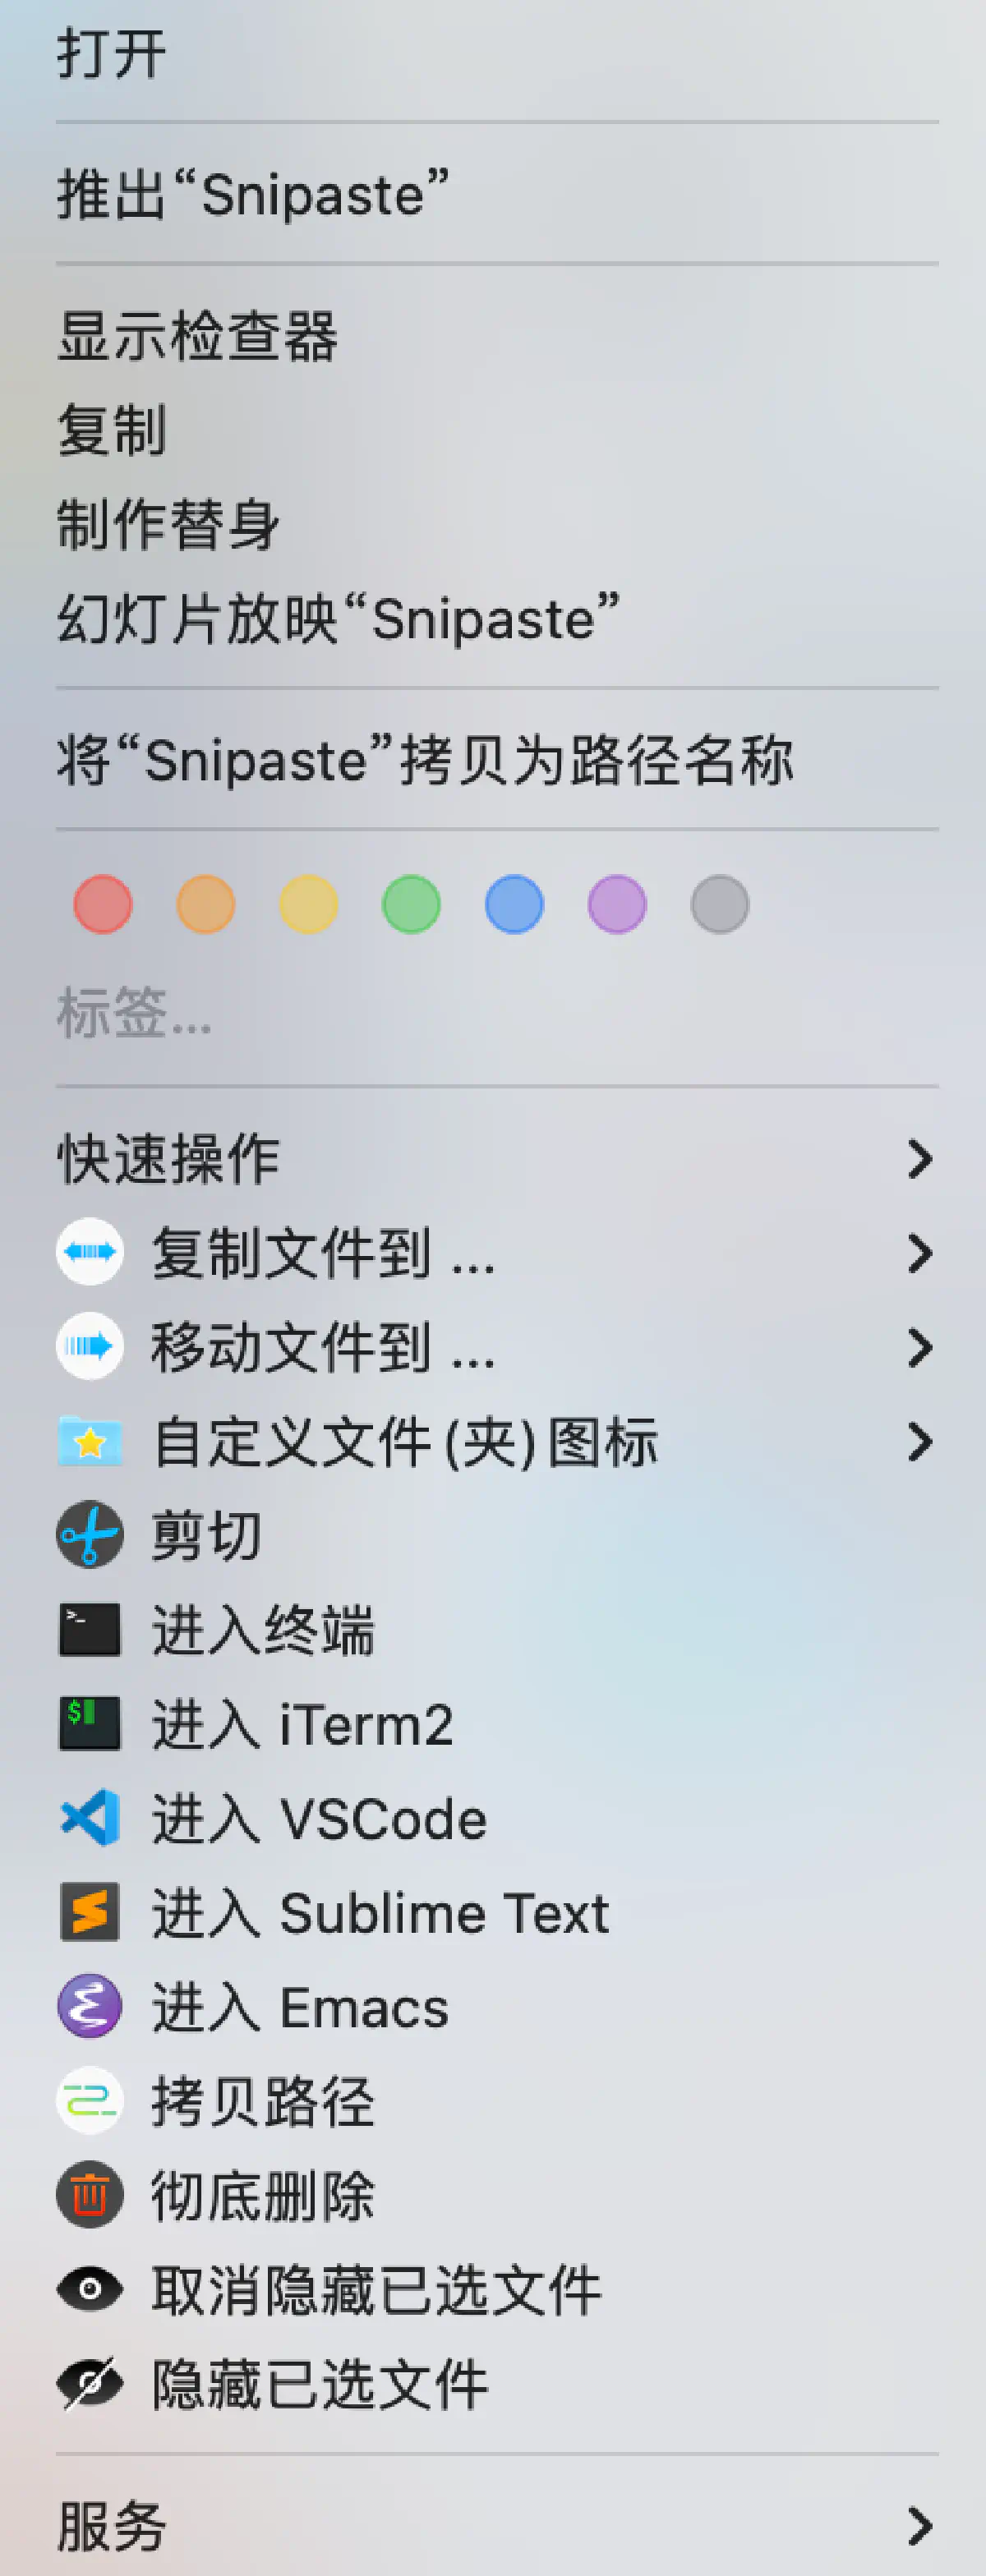 打开
推出“Snipaste”
显示检查器
复制
制作替身
幻灯片放映“Snipaste”
将“Snipaste”拷贝为路径名称
标签...
快速操作
复制文件到 ...
移动文件到 ...
自定义文件(夹)图标
剪切
>_ 进入终端
$ 进入 iTerm2
进入 VSCode
进入 Sublime Text
进入 Emacs
拷贝路径
彻底删除
取消隐藏已选文件
隐藏已选文件
服务